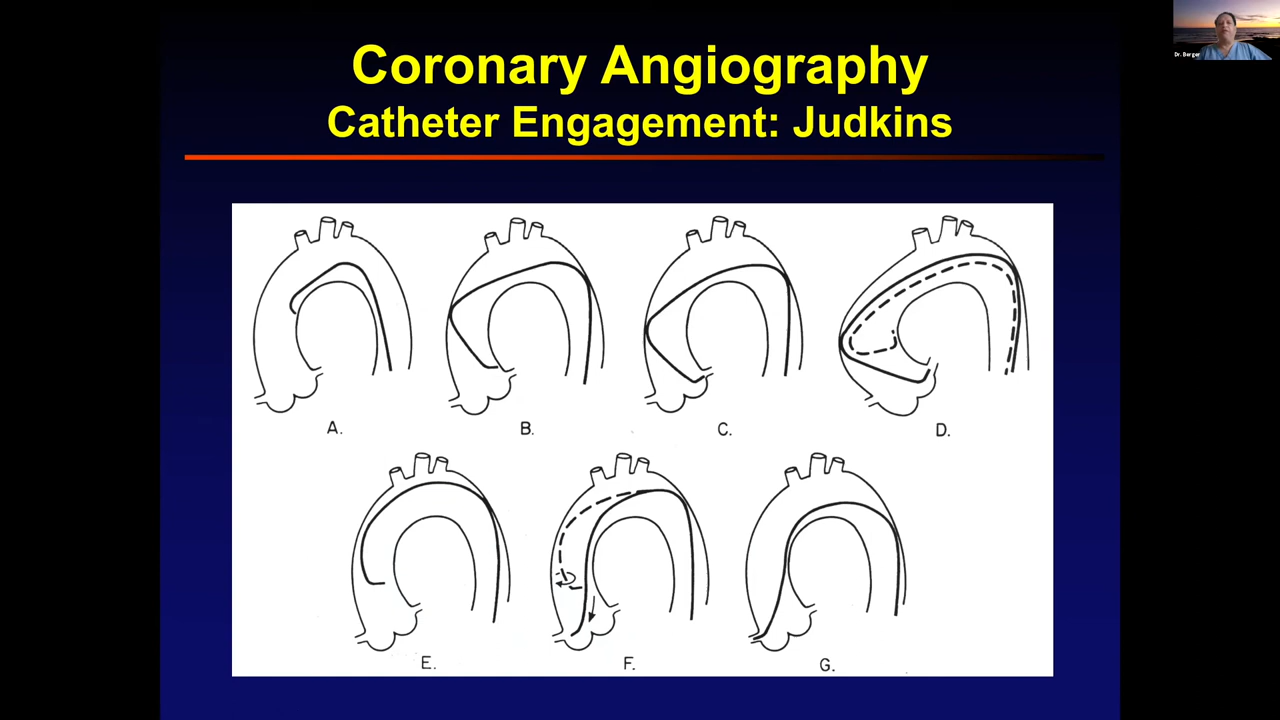 Coronary Angiography
Catheter Engagement: Judkins
Dr. Berger
A.
B.
C.
D.
E.
F.
G.